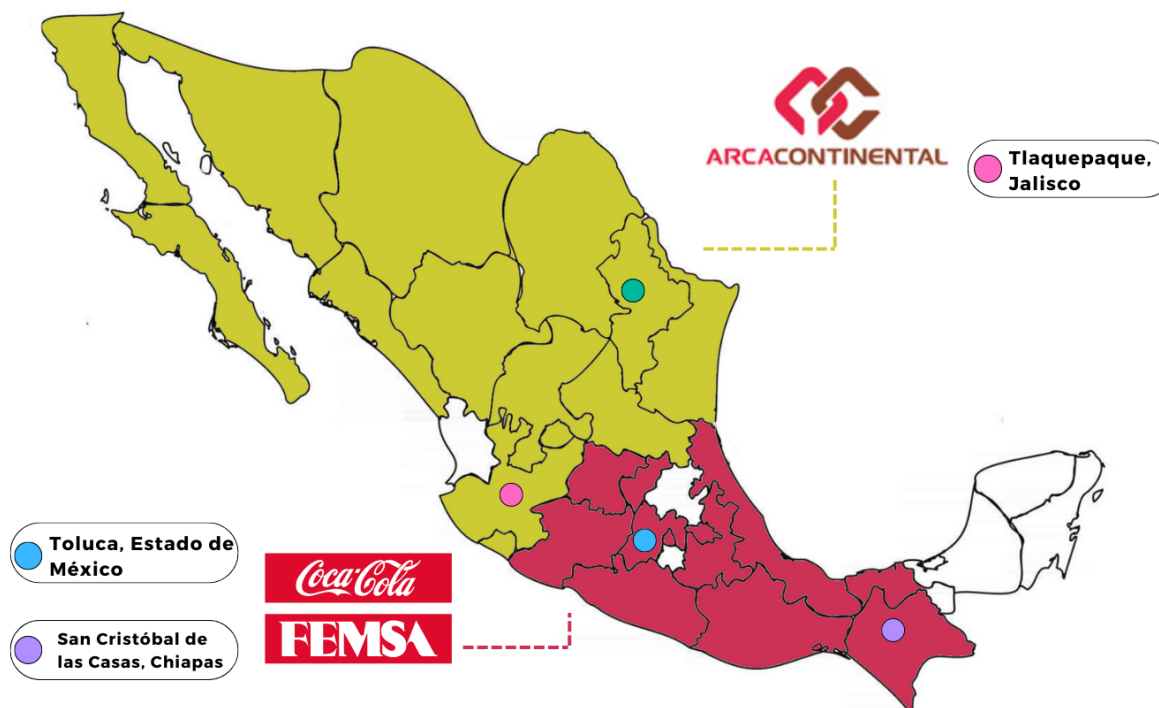 ARCACONTINENTAL
Tlaquepaque,
Jalisco
Toluca, Estado de
México
Coca-Cola
FEMSA
San Cristóbal de
las Casas, Chiapas